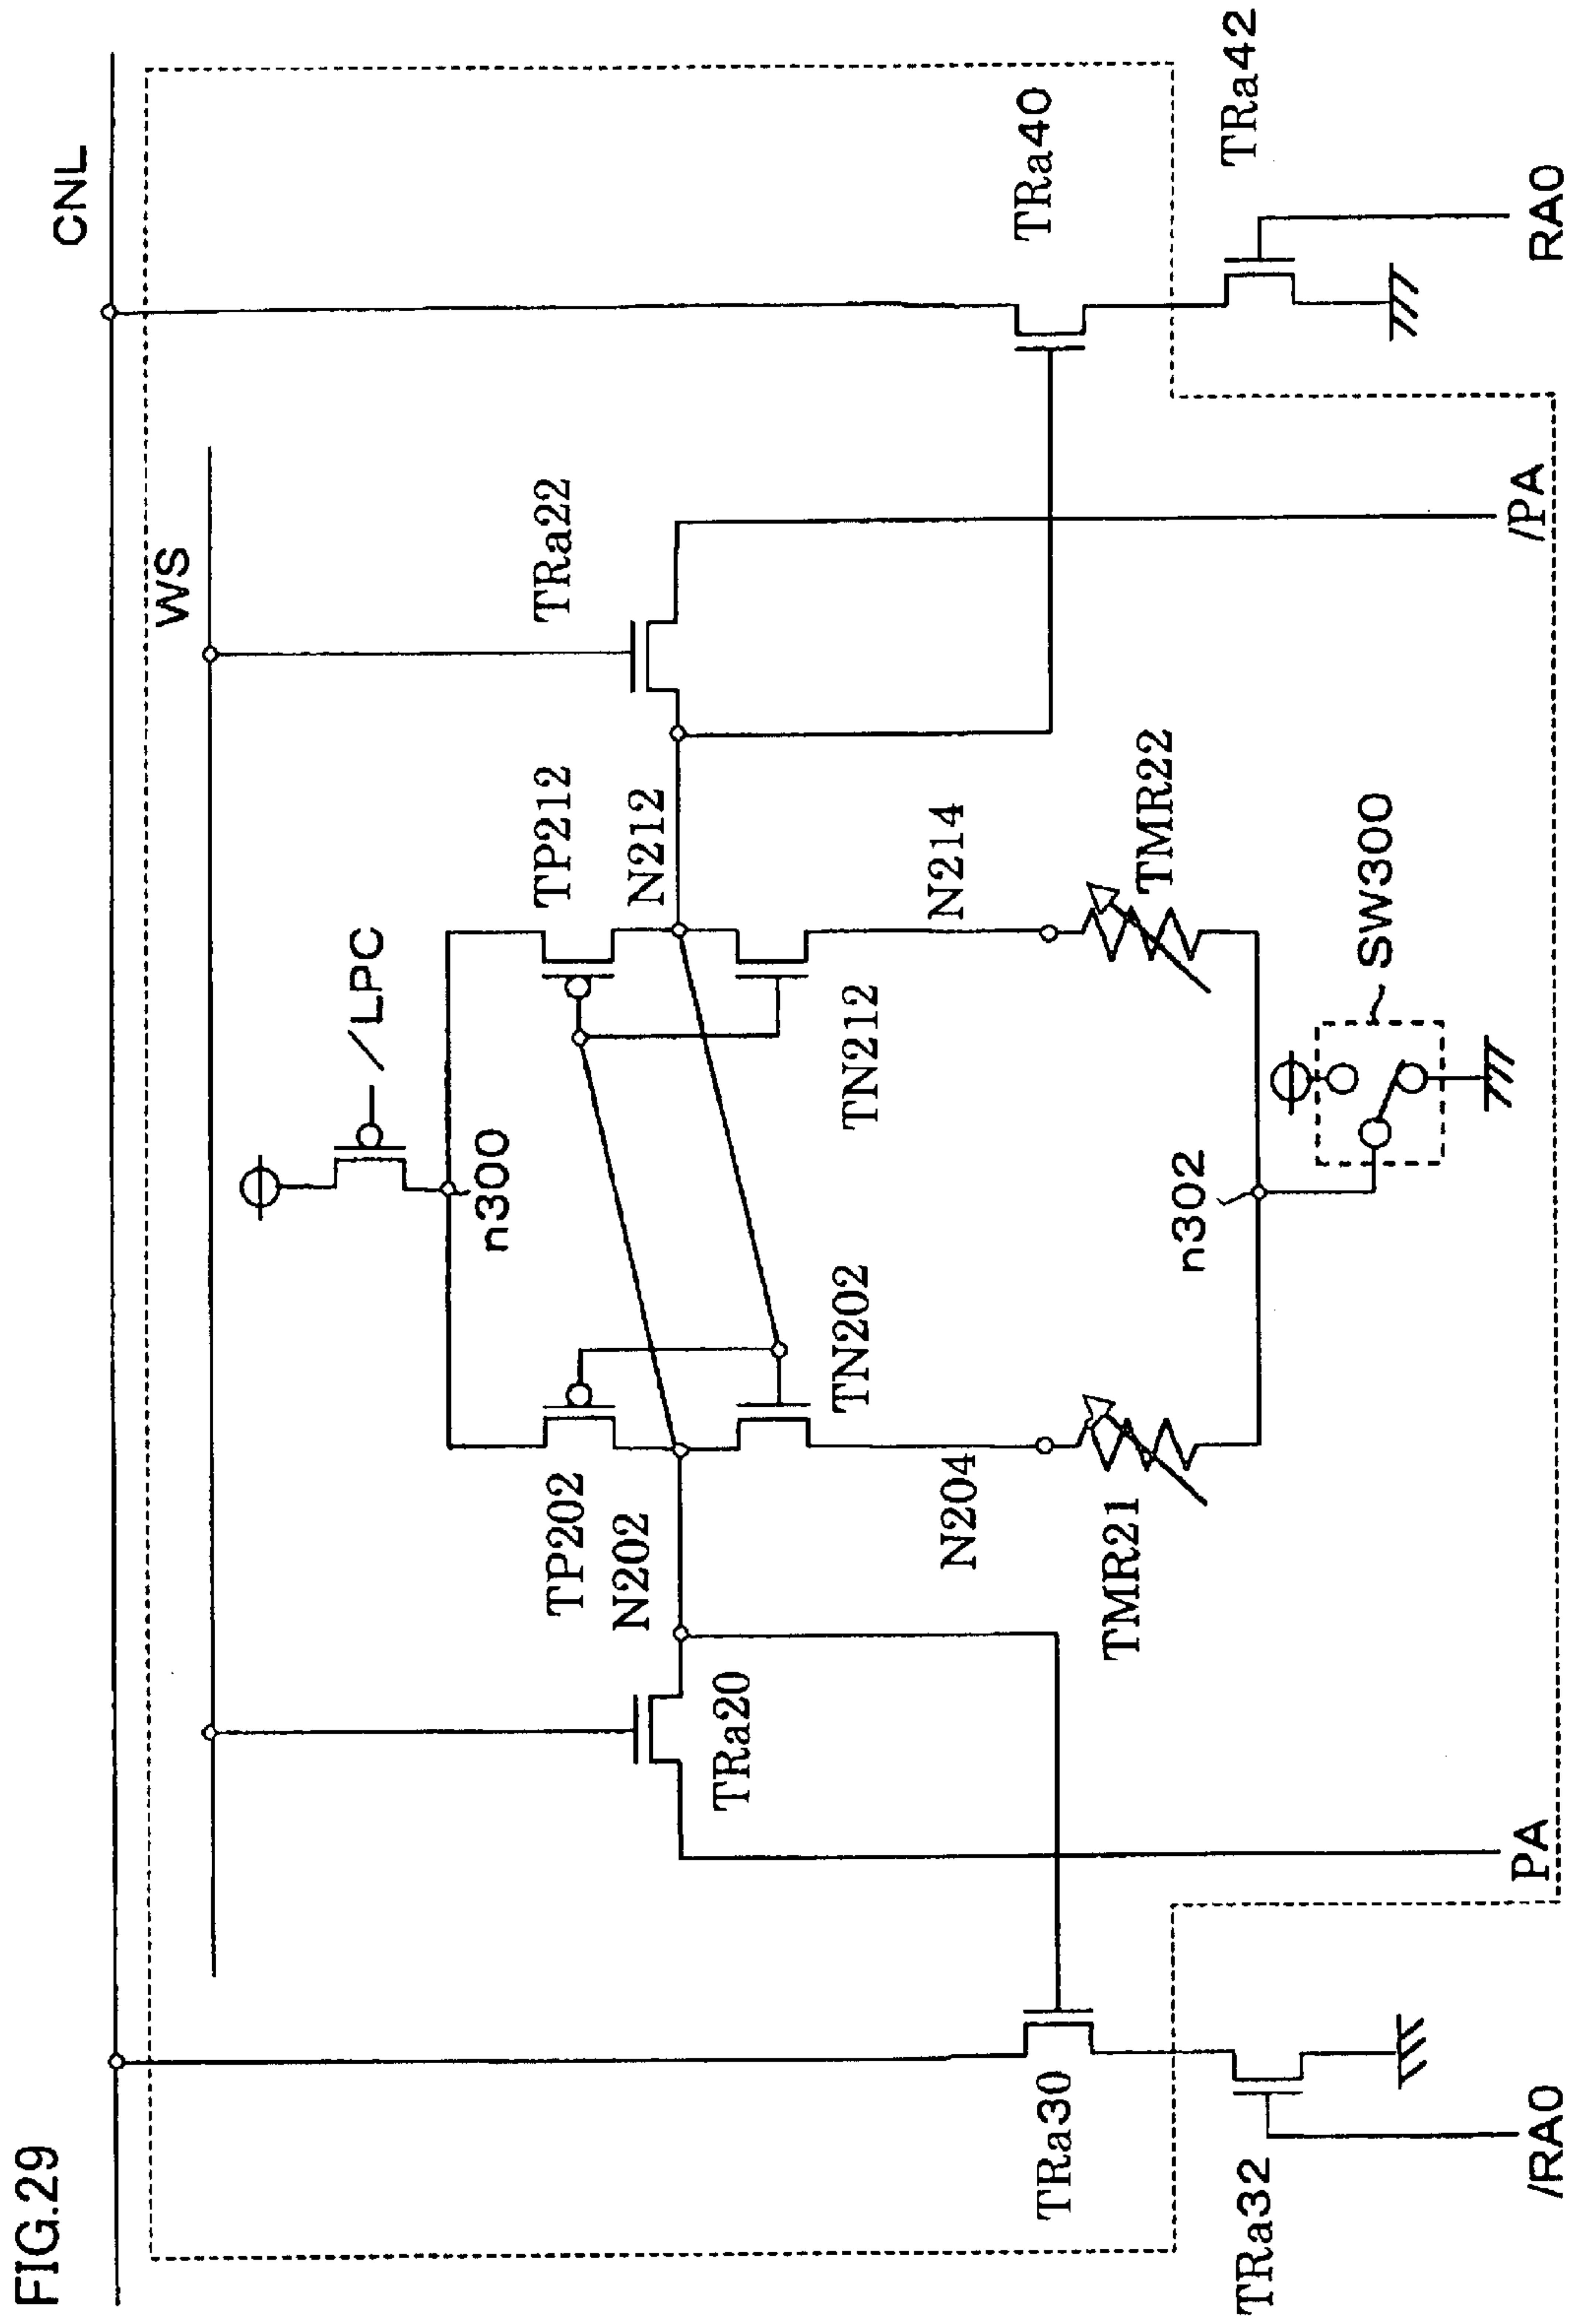 FIG.29
CNL
WS
/LPC
n300
TP202
TP212
N202
N212
TRa20
TRa22
TN202
TN212
N204
N214
TRa30
TRa40
TMR21
TMR22
n302
SW300
TRa32
TRa42
/RA0
PA
/PA
RA0